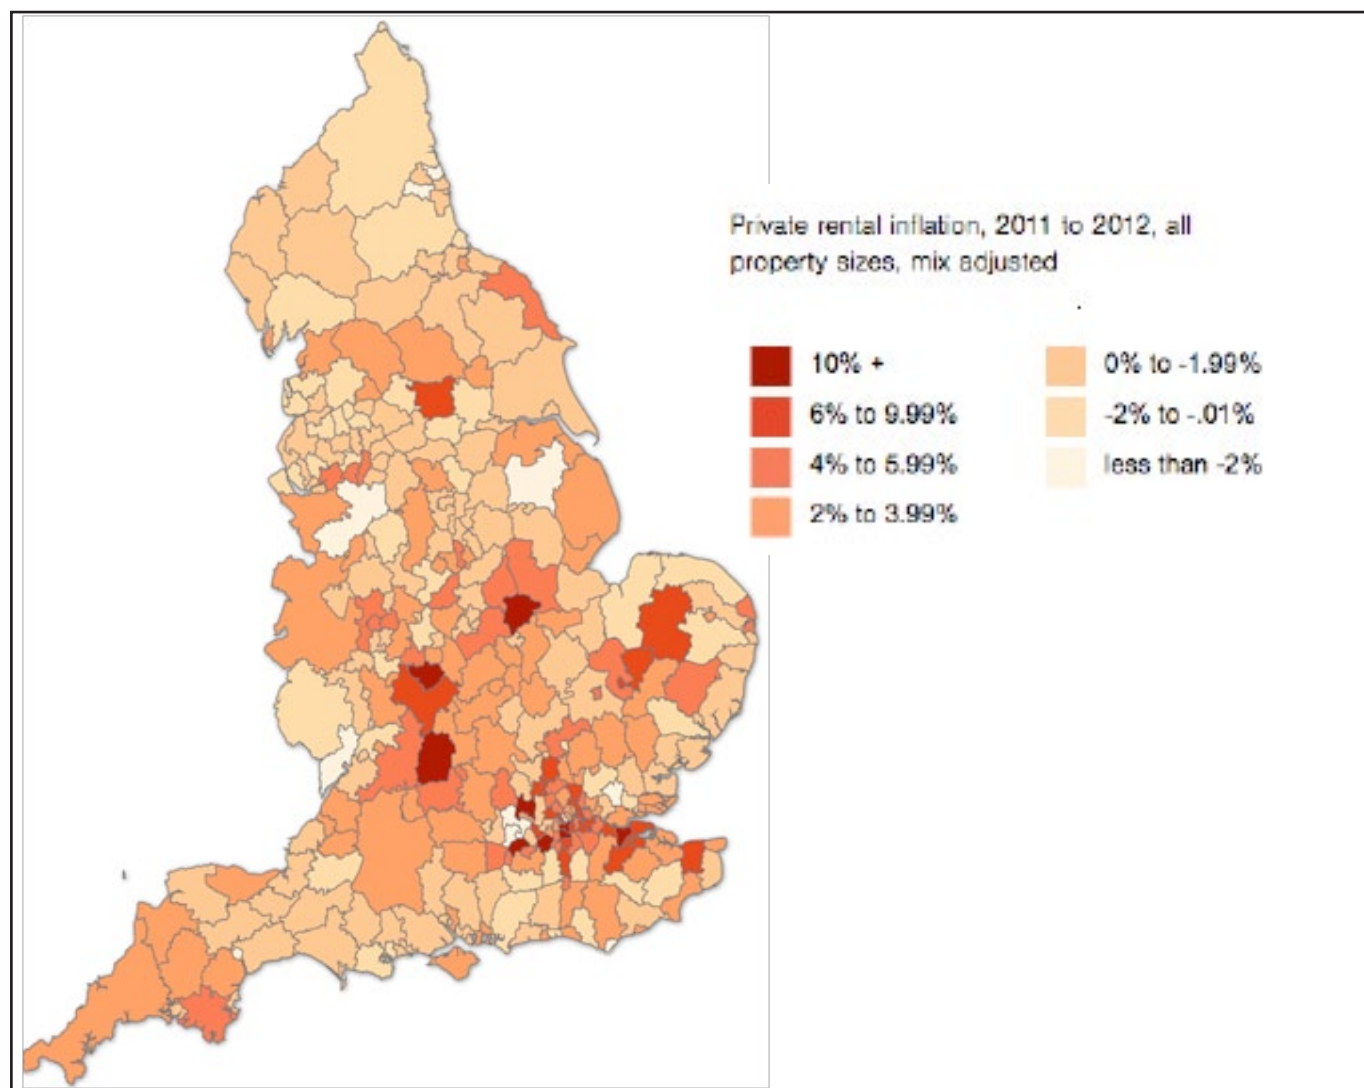 Private rental inflation, 2011 to 2012, all
property sizes, mix adjusted
10% +
6% to 9.99%
4% to 5.99%
2% to 3.99%
0% to -1.99%
-2% to -.01%
less than -2%